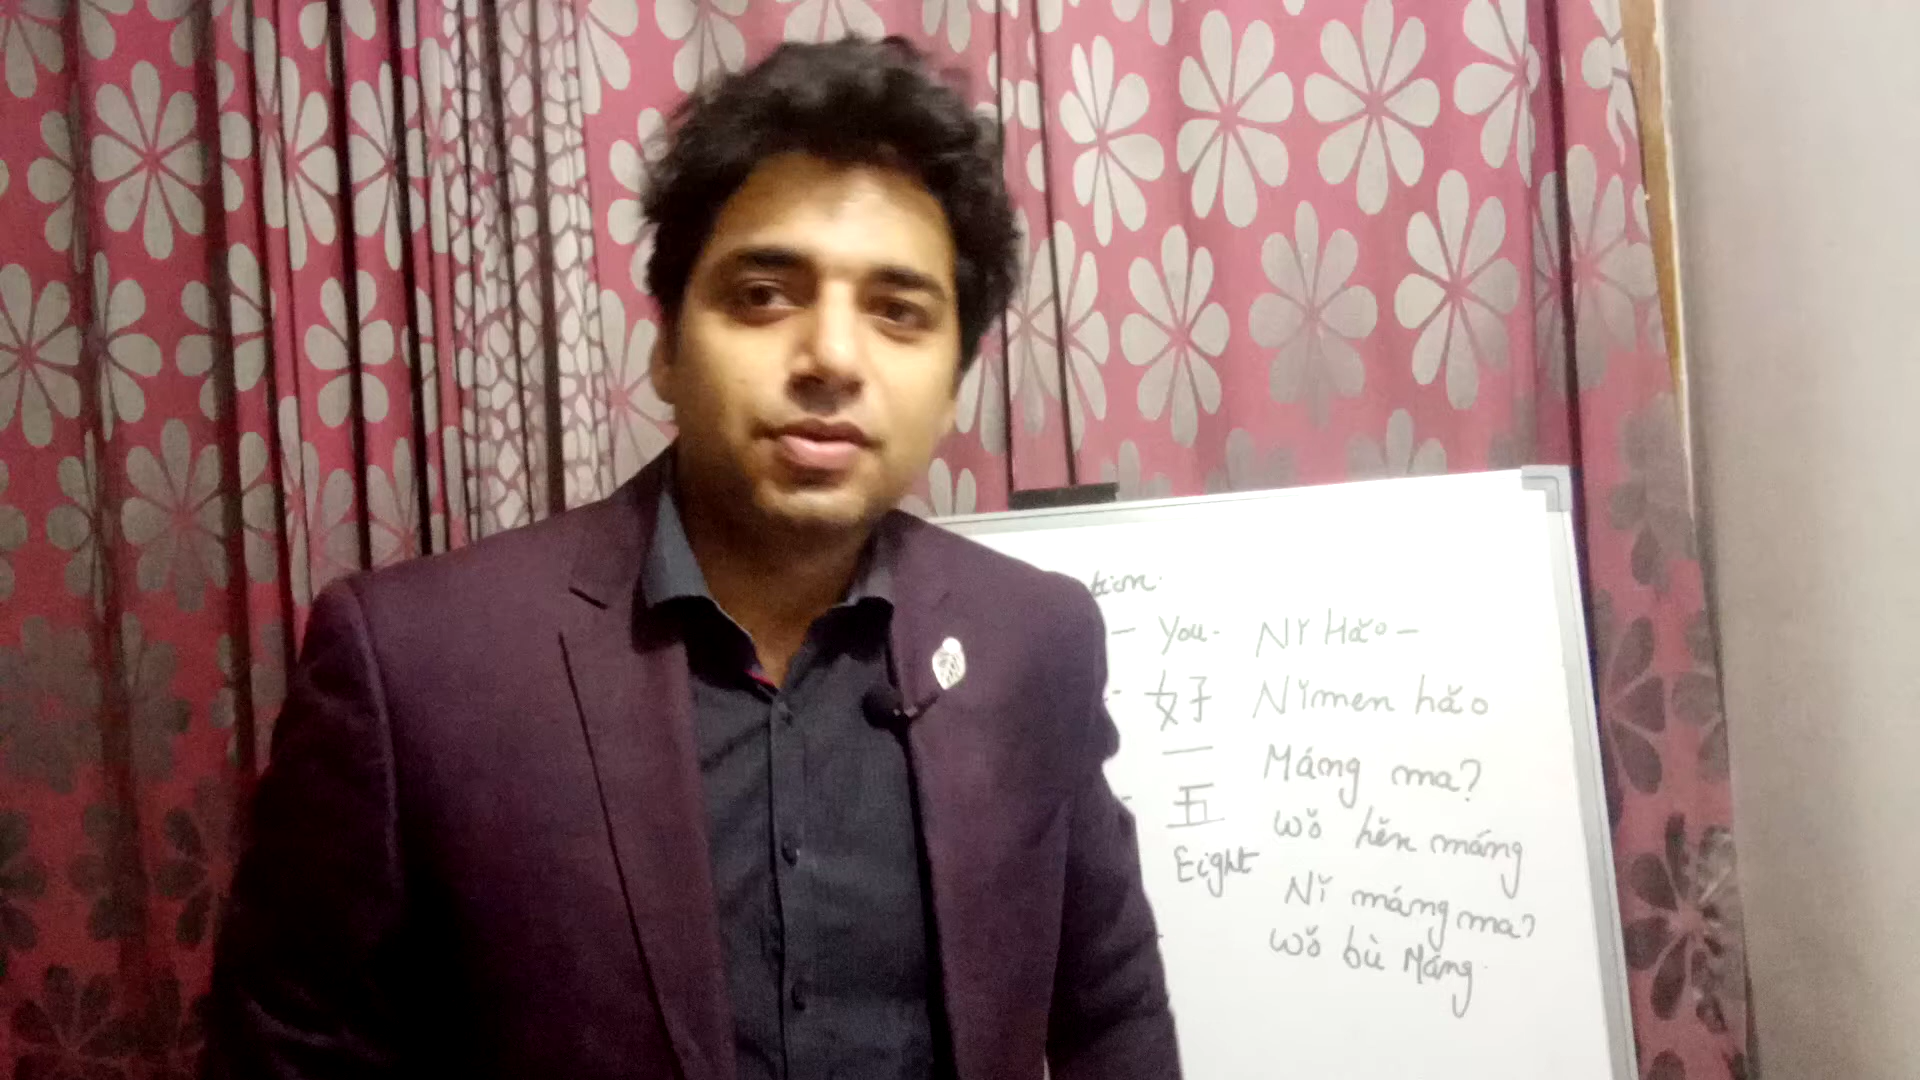 tion.
– You. Nǐ Hǎo –
- 好 Nǐmen hǎo
一 Máng ma?
- 五 wǒ hěn máng
Eight Nǐ máng ma?
wǒ bù Máng.